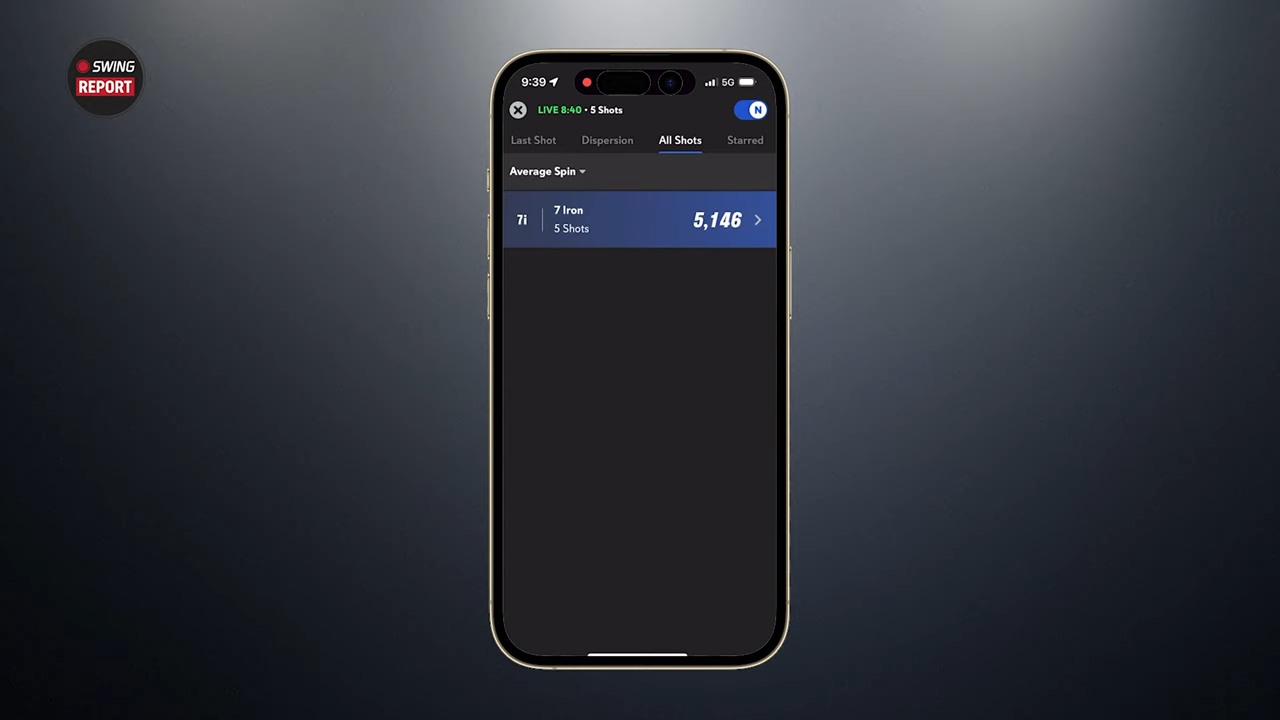 SWING
REPORT
9:39
5G
LIVE 8:40 • 5 Shots
N
Last Shot
Dispersion
All Shots
Starred
Average Spin
7i
7 Iron
5 Shots
5,146